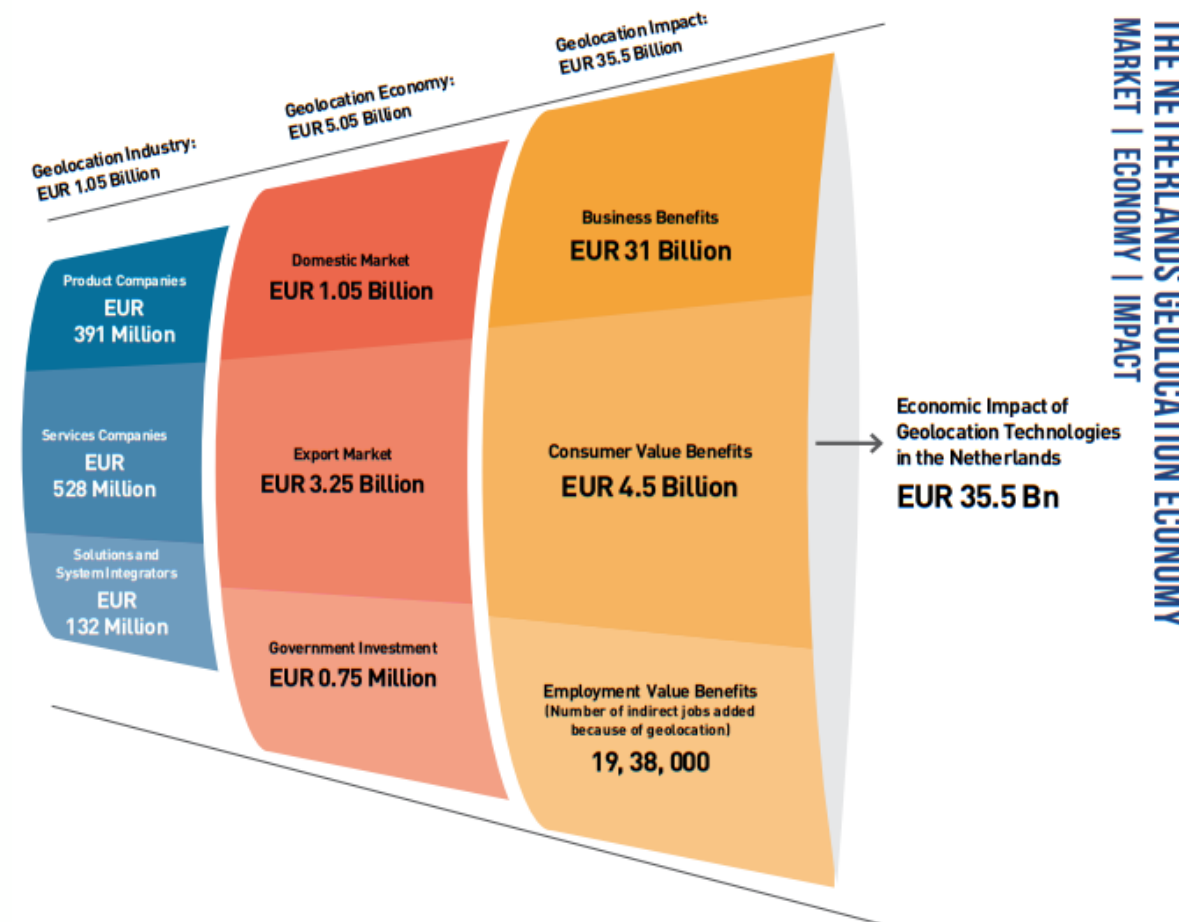 THE NETHERLANDS GEOLOCATION ECONOMY
MARKET | ECONOMY | IMPACT
Geolocation Industry:
EUR 1.05 Billion
Product Companies
EUR
391 Million
Services Companies
EUR
528 Million
Solutions and
System Integrators
EUR
132 Million
Geolocation Economy:
EUR 5.05 Billion
Domestic Market
EUR 1.05 Billion
Export Market
EUR 3.25 Billion
Government Investment
EUR 0.75 Million
Geolocation Impact:
EUR 35.5 Billion
Business Benefits
EUR 31 Billion
Consumer Value Benefits
EUR 4.5 Billion
Employment Value Benefits
(Number of indirect jobs added
because of geolocation)
19, 38, 000
Economic Impact of
Geolocation Technologies
in the Netherlands
EUR 35.5 Bn